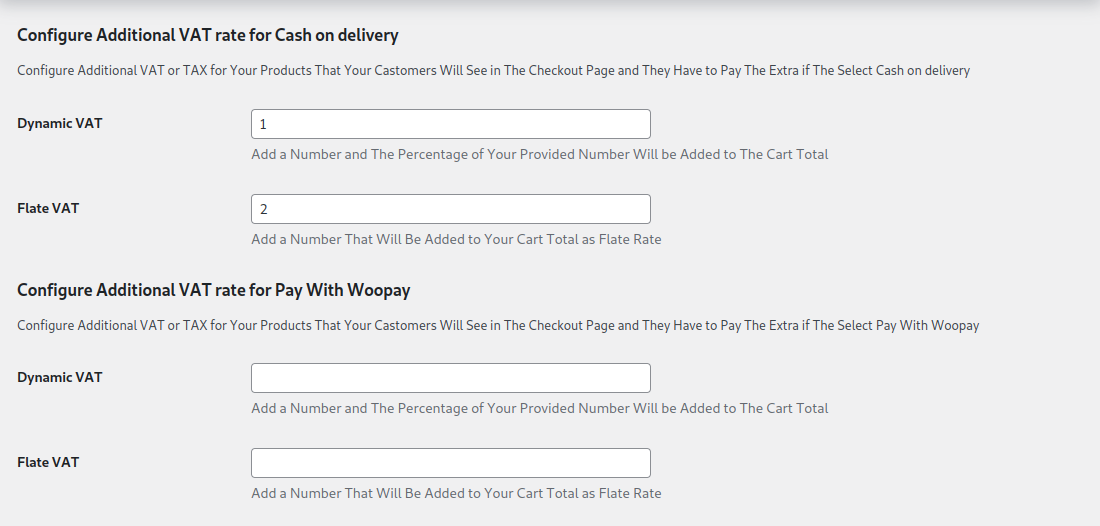 Configure Additional VAT rate for Cash on delivery
Configure Additional VAT or TAX for Your Products That Your Castomers Will See in The Checkout Page and They Have to Pay The Extra if The Select Cash on delivery
Dynamic VAT
1
Add a Number and The Percentage of Your Provided Number Will be Added to The Cart Total
Flate VAT
2
Add a Number That Will Be Added to Your Cart Total as Flate Rate
Configure Additional VAT rate for Pay With Woopay
Configure Additional VAT or TAX for Your Products That Your Castomers Will See in The Checkout Page and They Have to Pay The Extra if The Select Pay With Woopay
Dynamic VAT
Add a Number and The Percentage of Your Provided Number Will be Added to The Cart Total
Flate VAT
Add a Number That Will Be Added to Your Cart Total as Flate Rate